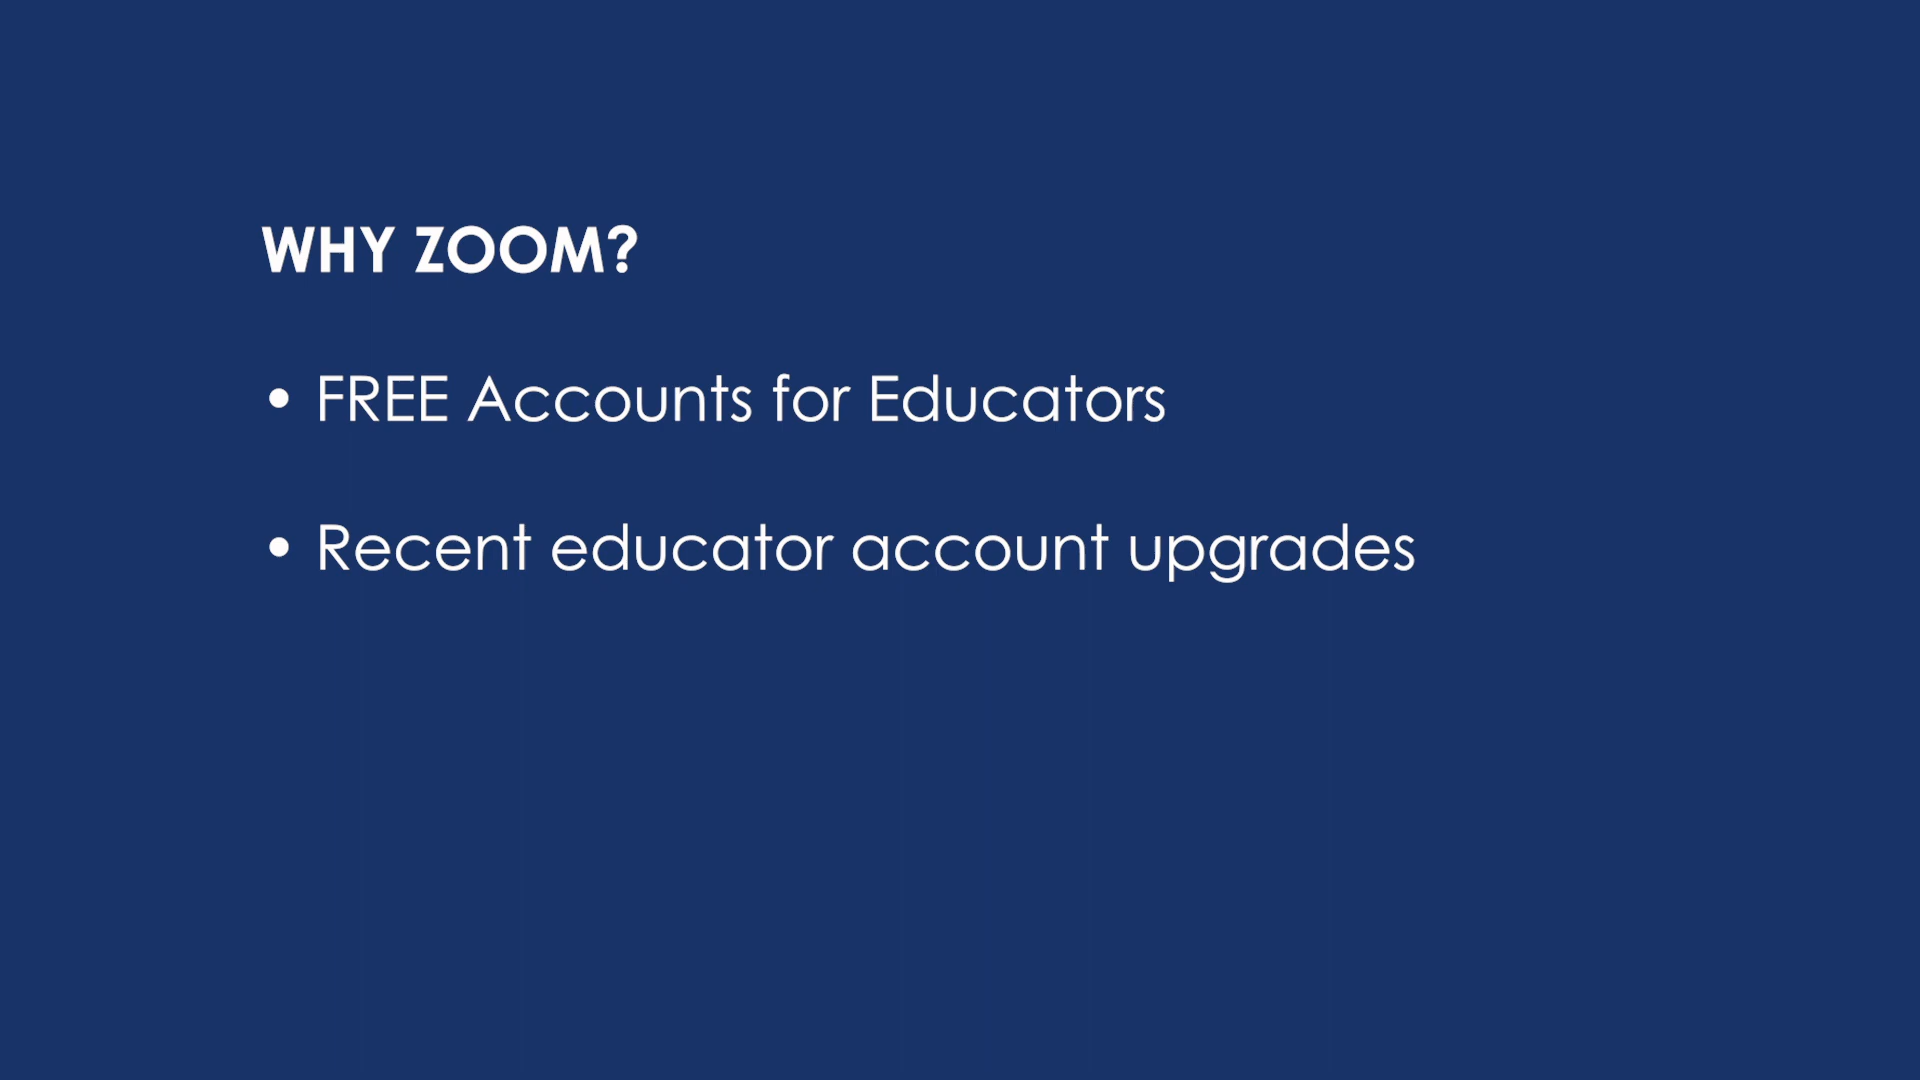 WHY ZOOM?
• FREE Accounts for Educators
• Recent educator account upgrades